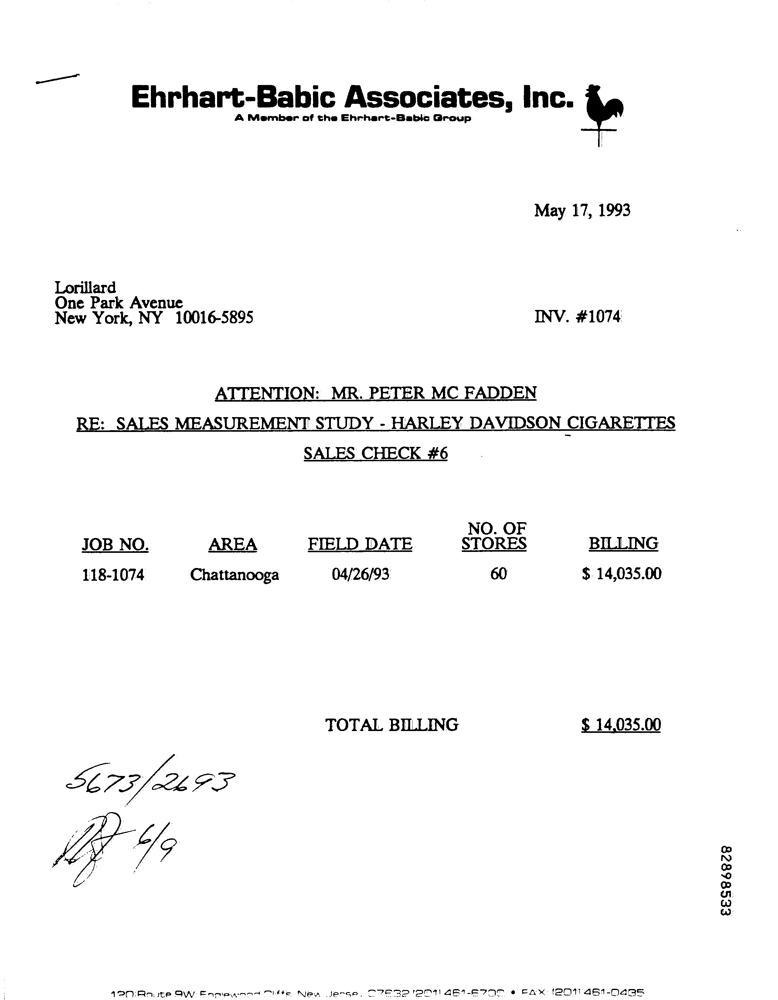 Ehrhart-Babic Associates, Inc.
A Member of the Ehrhart-Babic Group
May 17, 1993
Lorillard
One Park Avenue
New York, NY 10016-5895
INV. #1074
ATTENTION: MR. PETER MC FADDEN
RE: SALES MEASUREMENT STUDY - HARLEY DAVIDSON CIGARETTES
SALES CHECK #6
JOB NO. AREA FIELD DATE NO. OF STORES BILLING
118-1074 Chattanooga 04/26/93 60 $ 14,035.00
TOTAL BILLING $ 14,035.00
5673/2693
6/9
82898533
Route 9W Englewood Cliffs New Jersey 07632 (201) 461-6700 • FAX (201) 461-0435